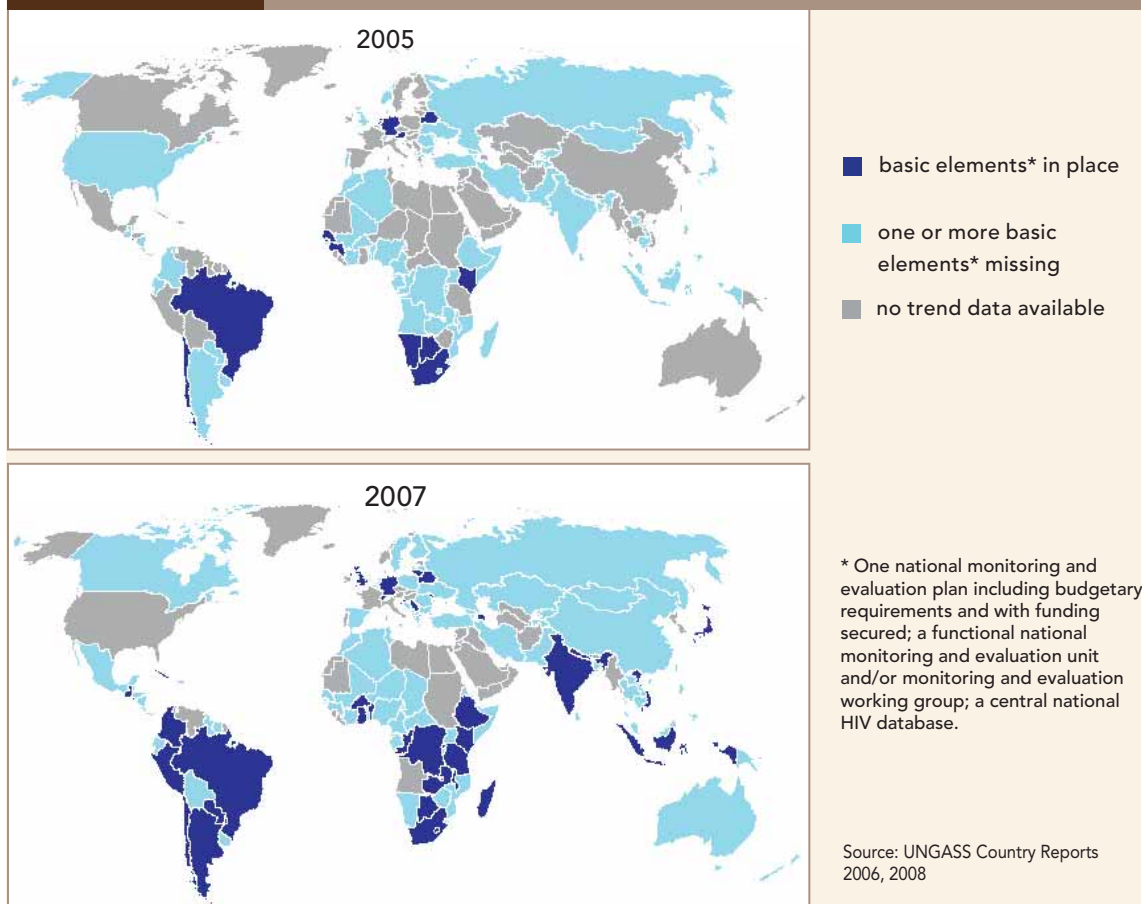 2005
basic elements* in place
one or more basic
elements* missing
no trend data available
2007
* One national monitoring and
evaluation plan including budgetary
requirements and with funding
secured; a functional national
monitoring and evaluation unit
and/or monitoring and evaluation
working group; a central national
HIV database.
Source: UNGASS Country Reports
2006, 2008